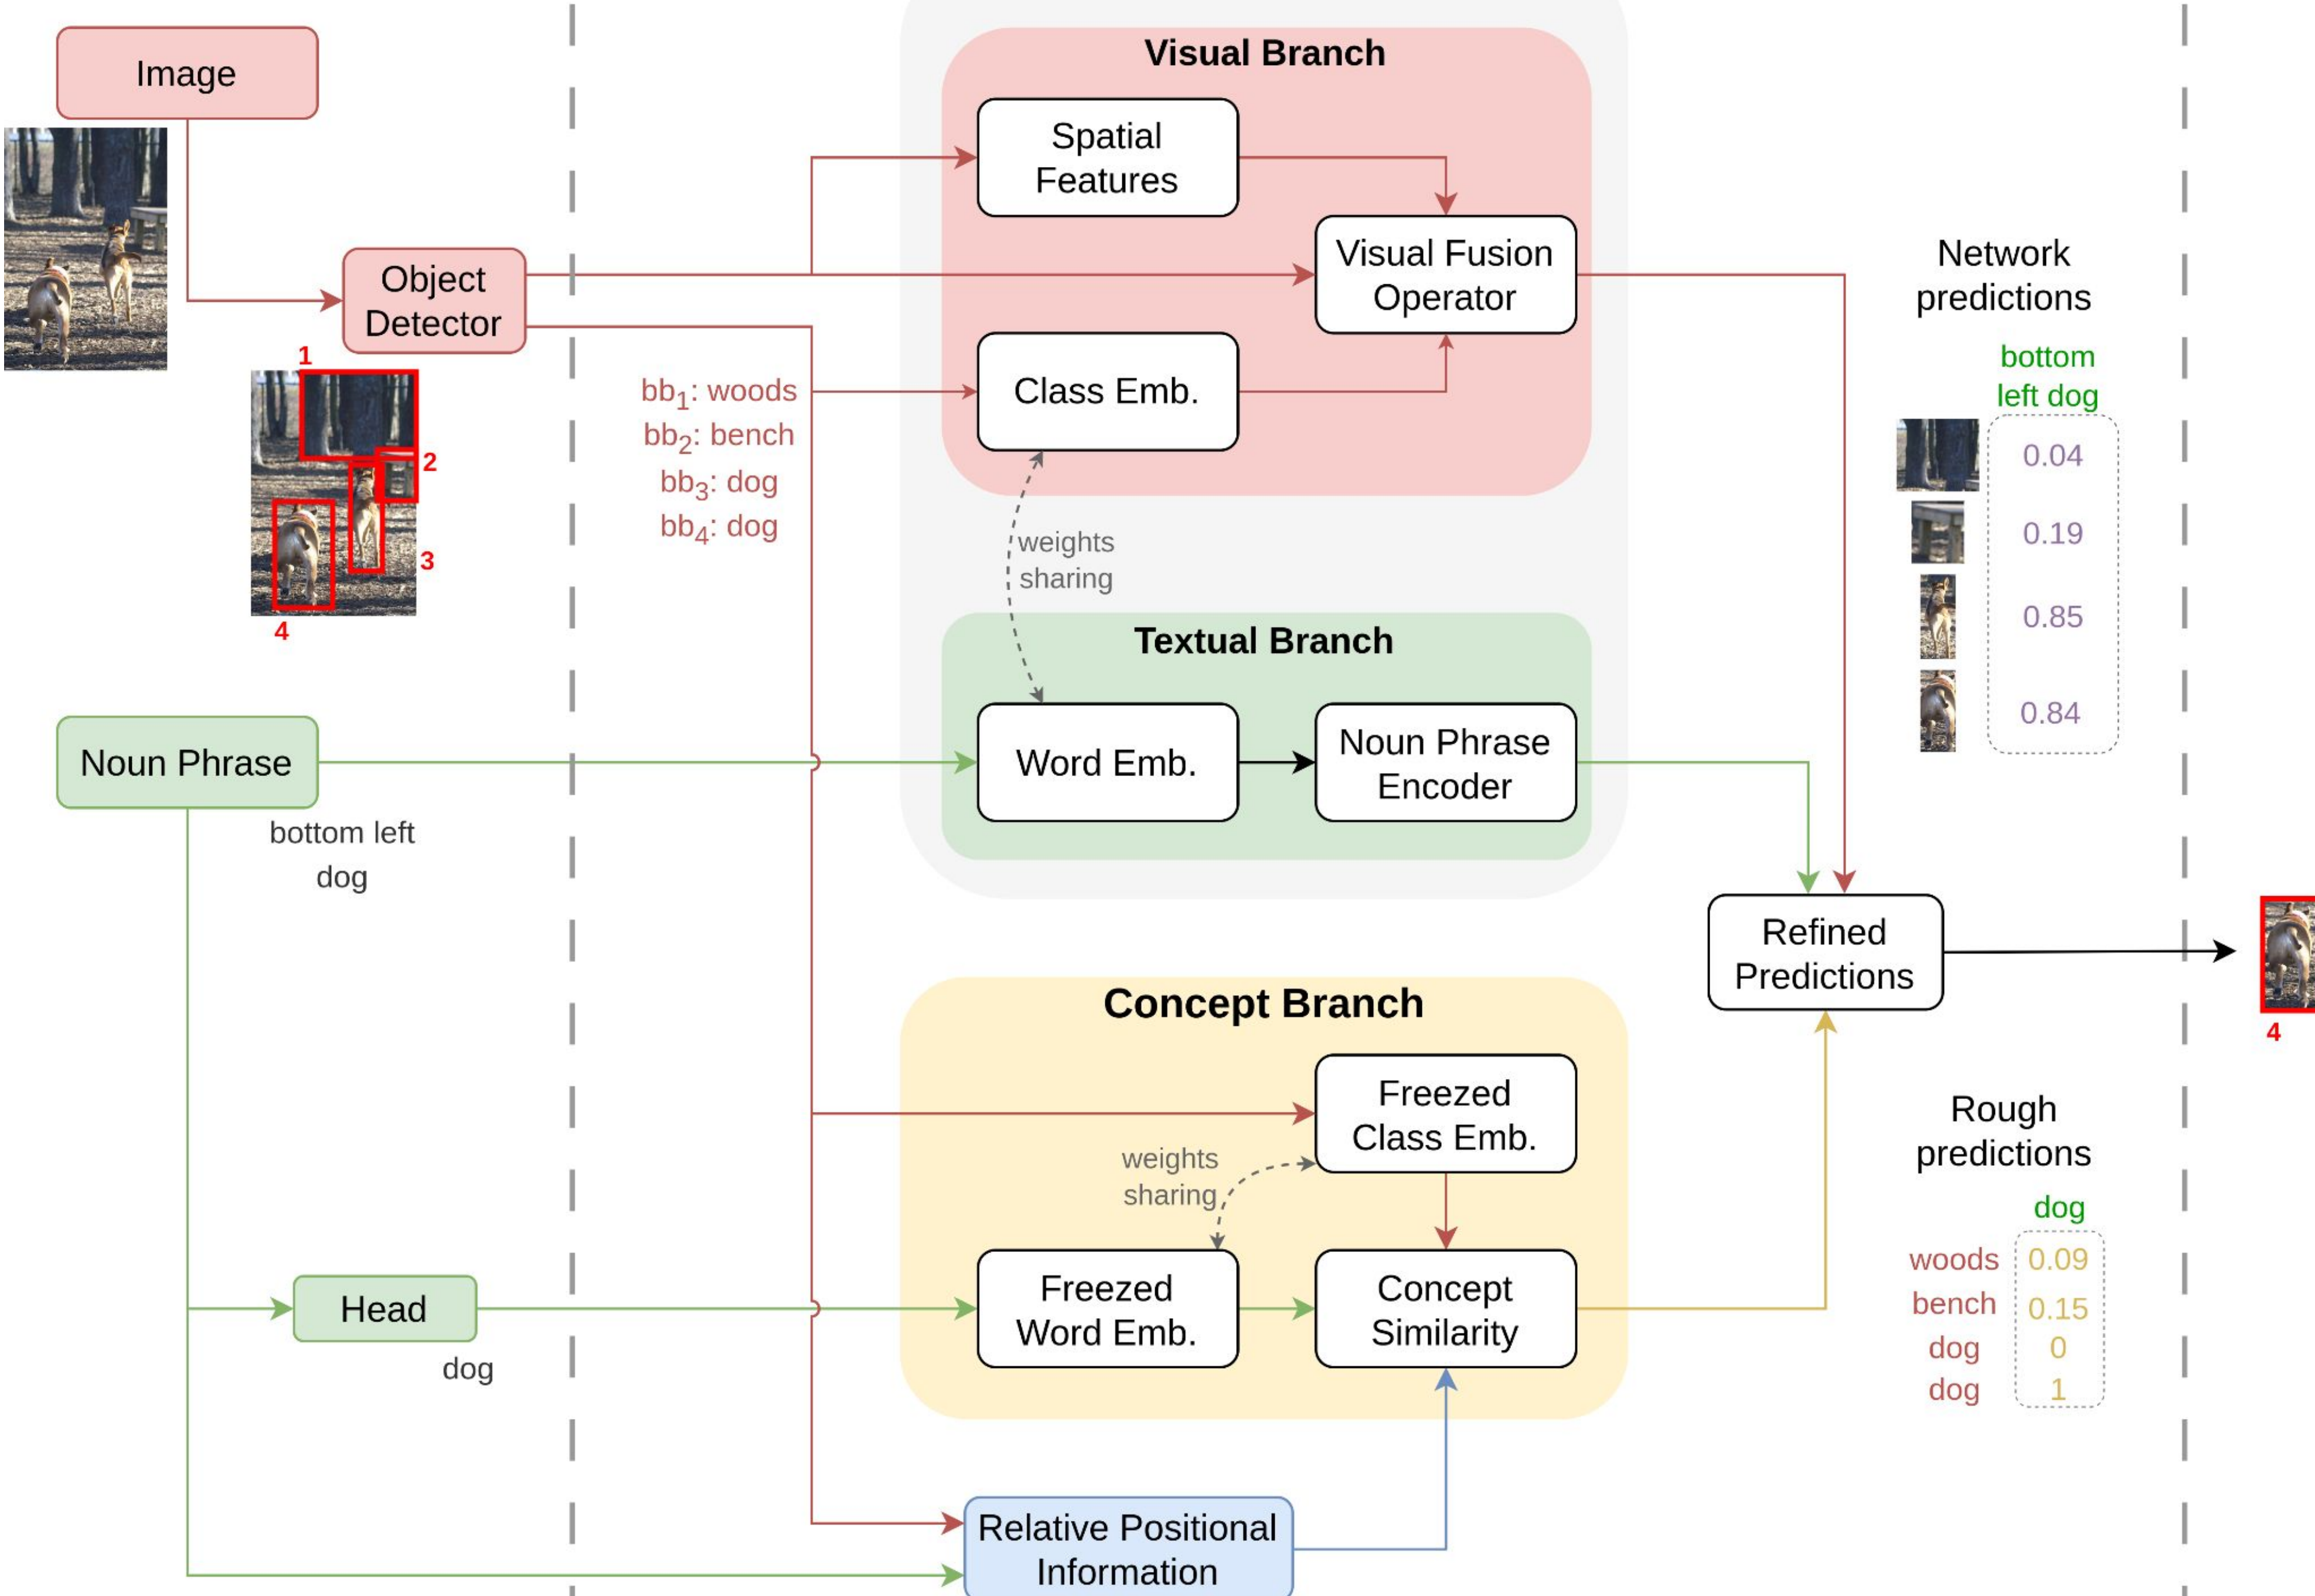 Image
Object
Detector
1
2
3
4
bb1: woods
bb2: bench
bb3: dog
bb4: dog
Visual Branch
Spatial
Features
Visual Fusion
Operator
Class Emb.
weights
sharing
Textual Branch
Noun Phrase
bottom left
dog
Word Emb.
Noun Phrase
Encoder
Network
predictions
bottom
left dog
0.04
0.19
0.85
0.84
Refined
Predictions
4
Concept Branch
Freezed
Class Emb.
weights
sharing
Head
dog
Freezed
Word Emb.
Concept
Similarity
Rough
predictions
dog
woods 0.09
bench 0.15
dog 0
dog 1
Relative Positional
Information